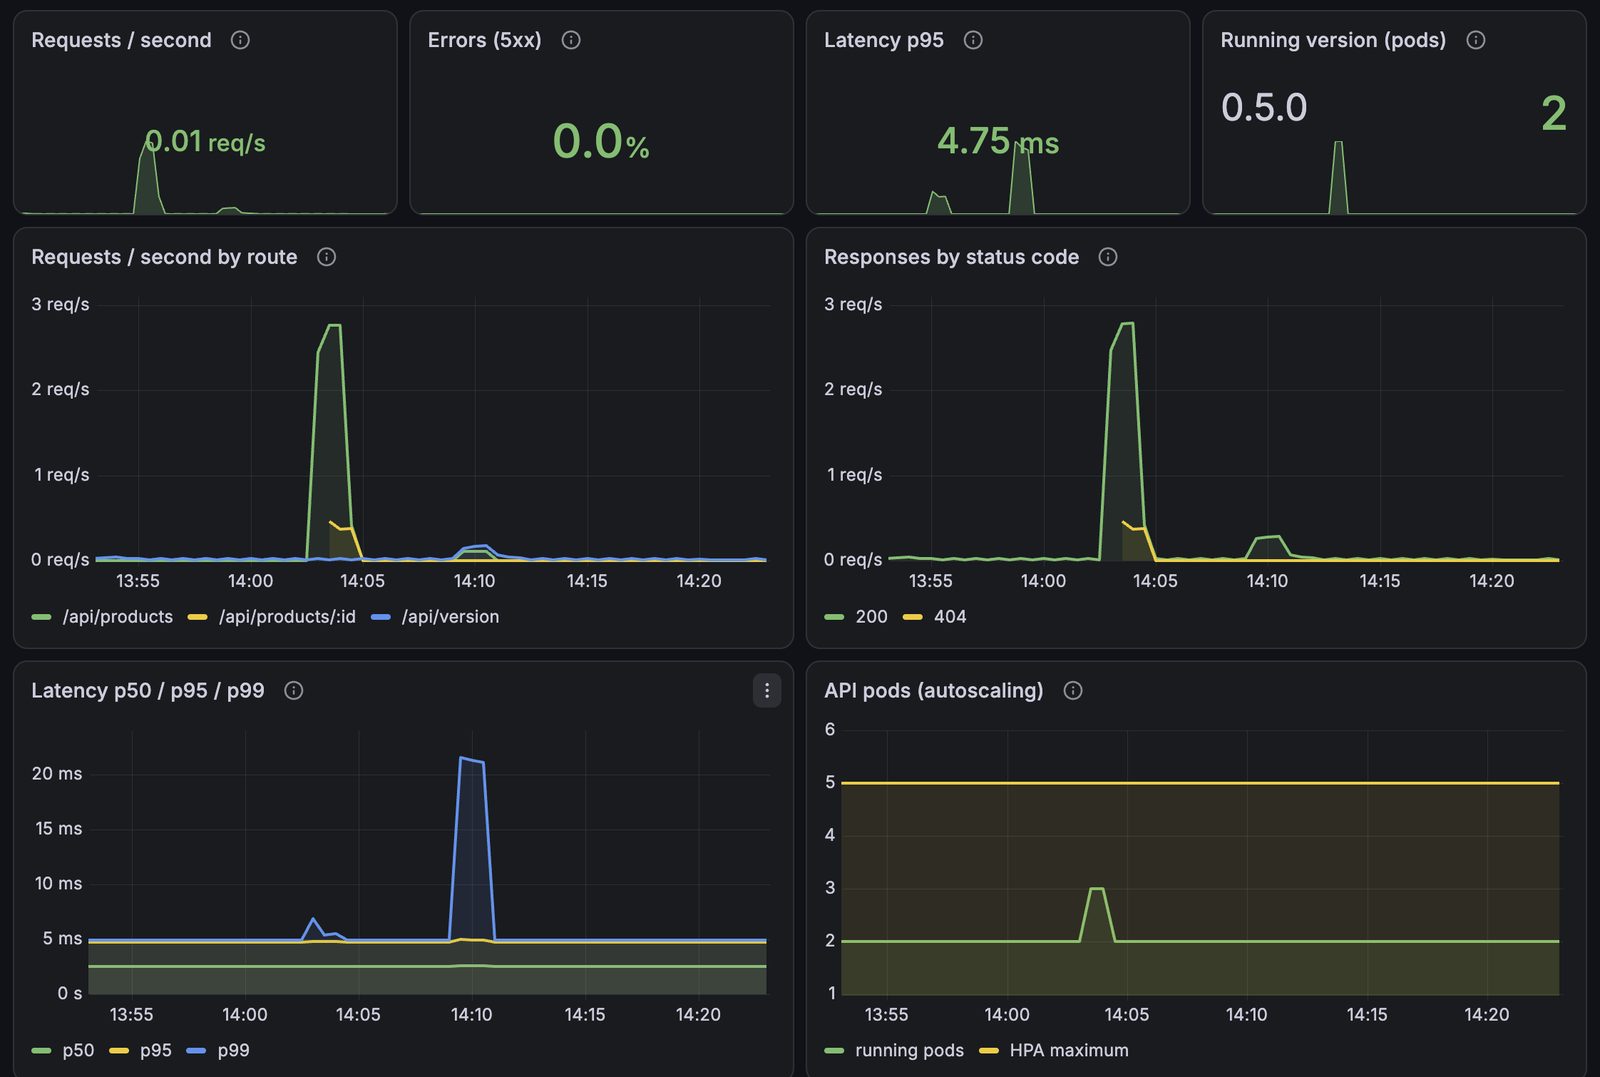 Requests / second
0.01 req/s
Errors (5xx)
0.0%
Latency p95
4.75 ms
Running version (pods)
0.5.0
2
Requests / second by route
3 req/s
2 req/s
1 req/s
0 req/s
13:55 14:00 14:05 14:10 14:15 14:20
/api/products /api/products/:id /api/version
Responses by status code
3 req/s
2 req/s
1 req/s
0 req/s
13:55 14:00 14:05 14:10 14:15 14:20
200 404
Latency p50 / p95 / p99
20 ms
15 ms
10 ms
5 ms
0 s
13:55 14:00 14:05 14:10 14:15 14:20
p50 p95 p99
API pods (autoscaling)
6
5
4
3
2
1
13:55 14:00 14:05 14:10 14:15 14:20
running pods HPA maximum